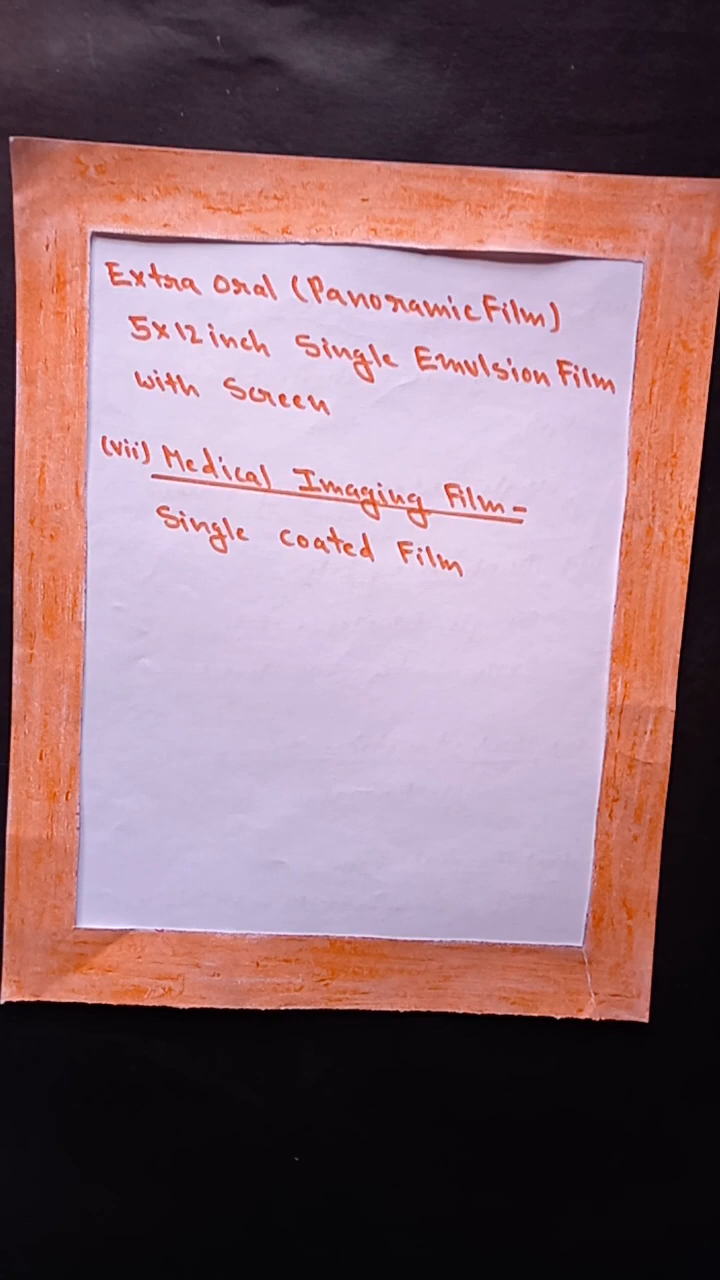 Extra Oral (Panoramic Film)
5x12 inch Single Emulsion Film
with Screen
(vii) Medical Imaging Film-
Single coated Film